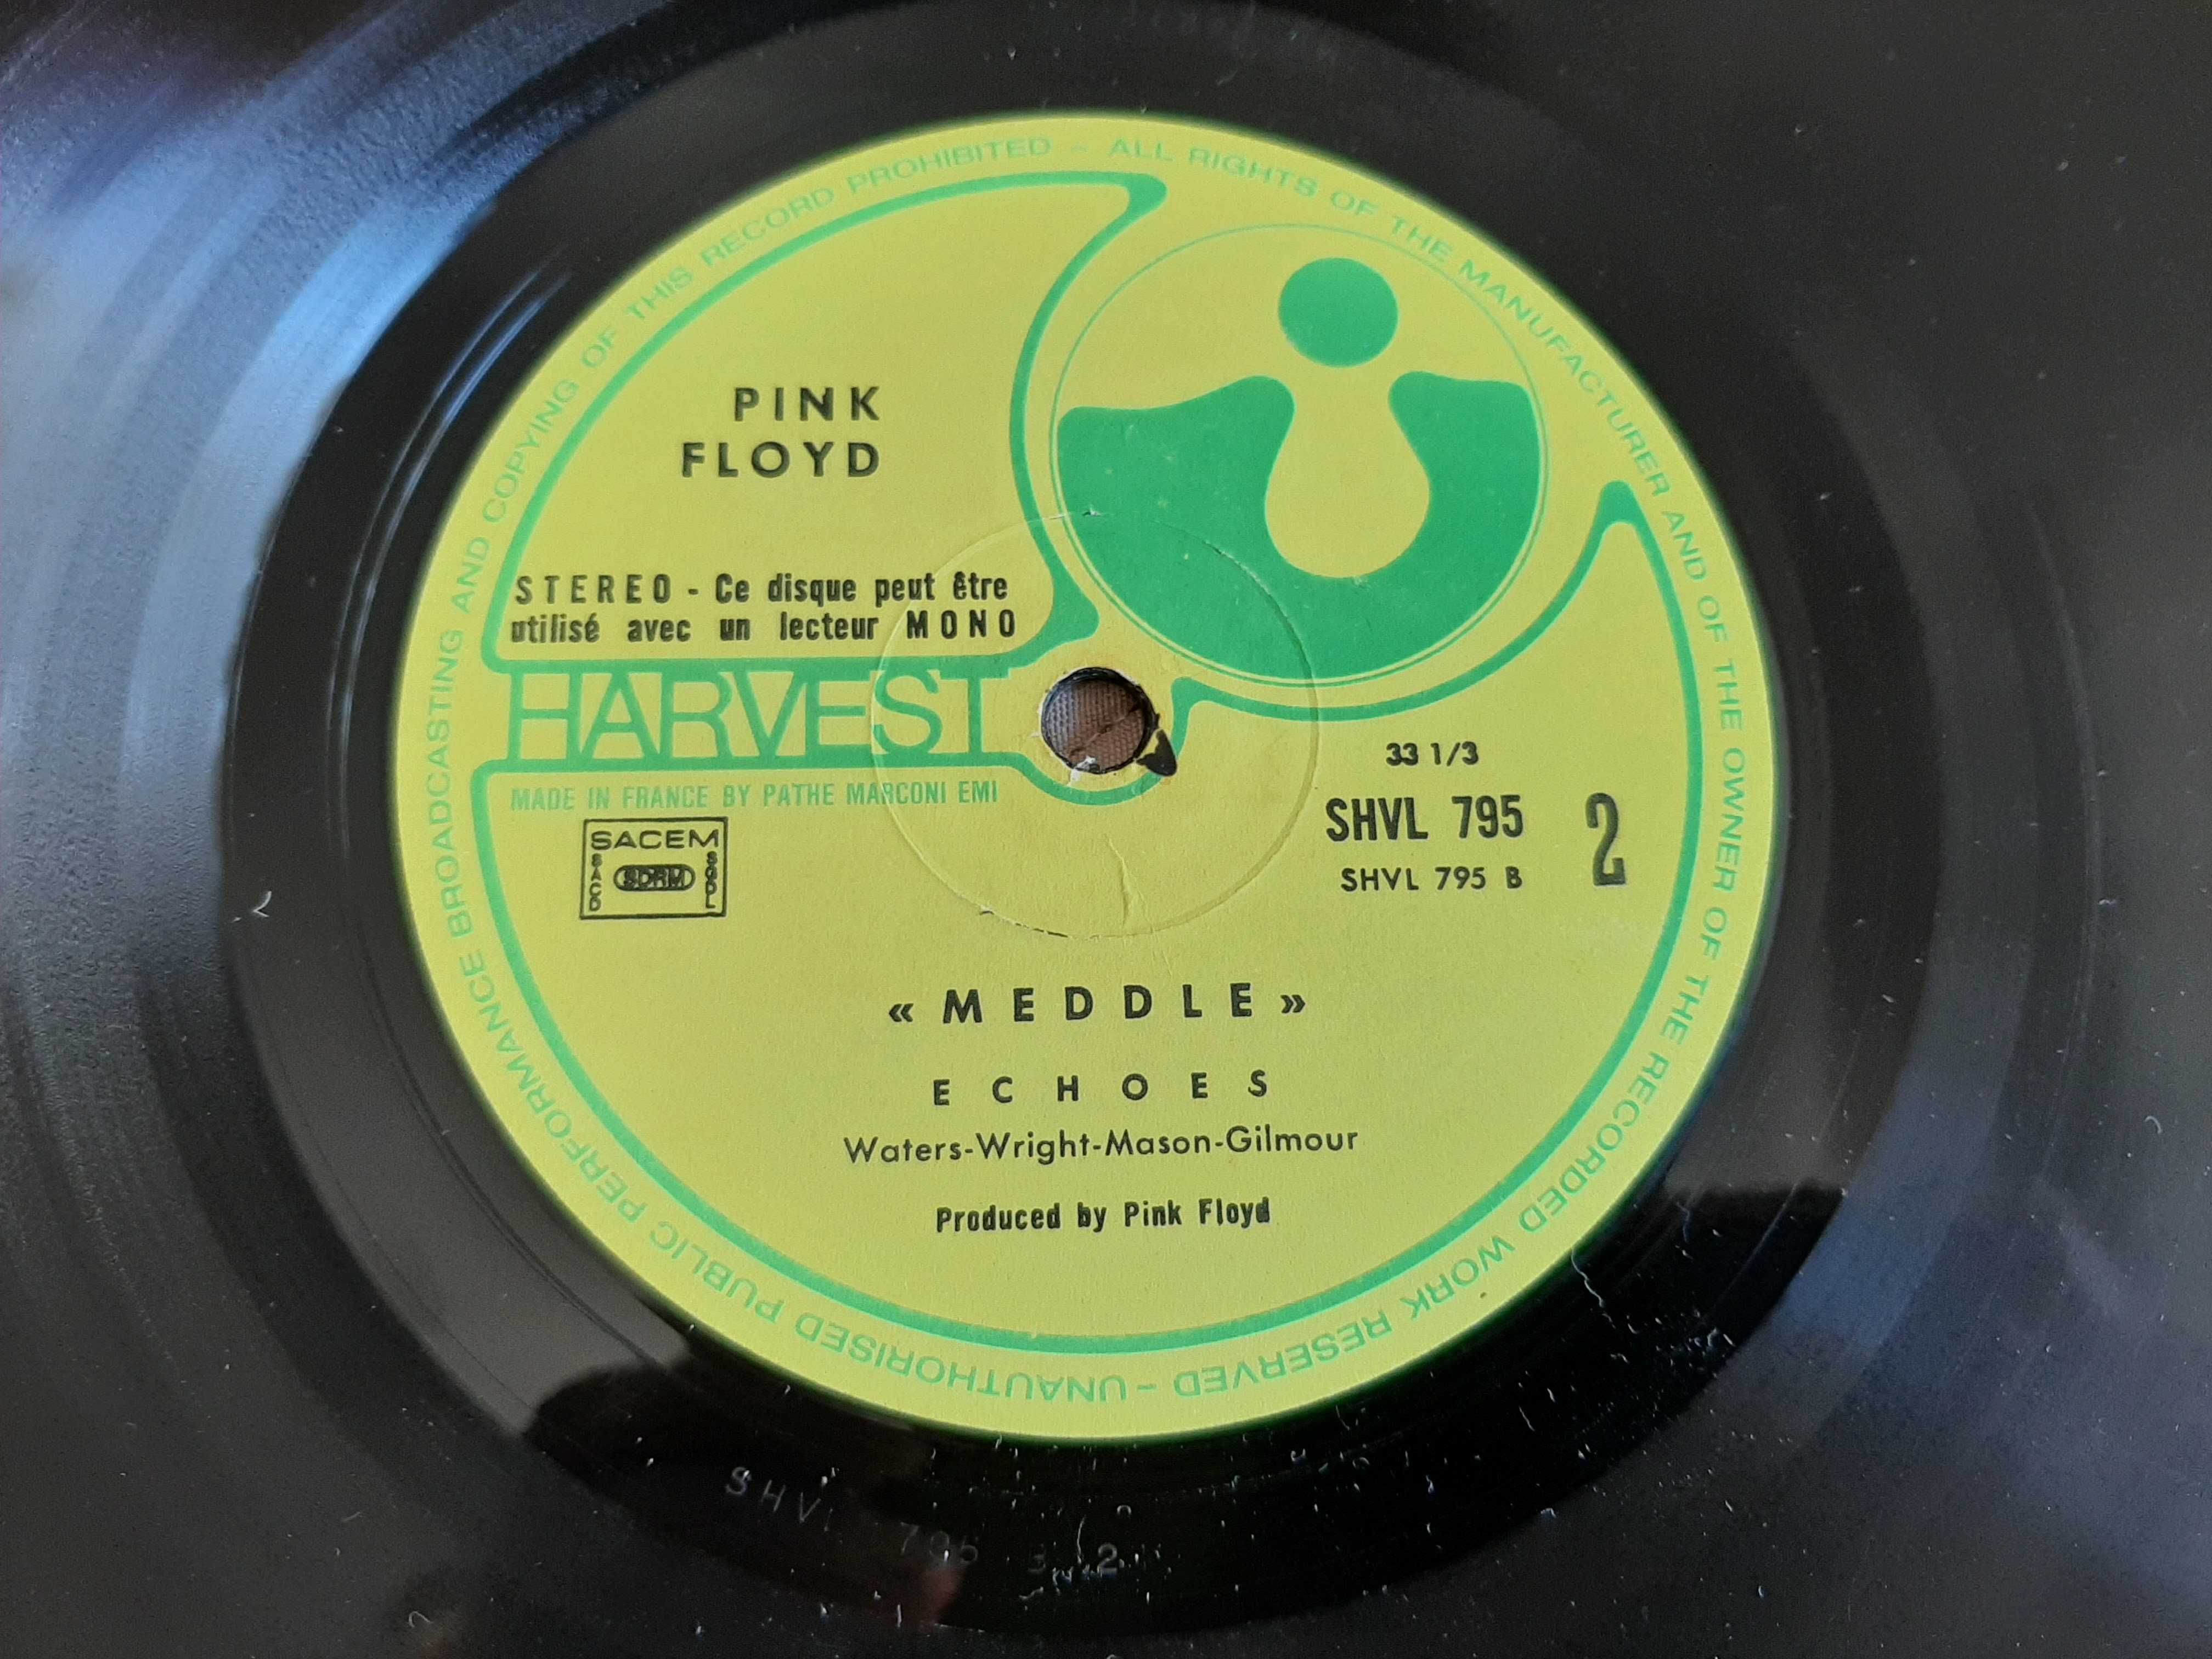 PINK
FLOYD
STEREO - Ce disque peut être
utilisé avec un lecteur MONO
HARVEST
MADE IN FRANCE BY PATHE MARCONI EMI
SACEM
SACD
SDRM
SGDL
33 1/3
SHVL 795
2
SHVL 795 B
« MEDDLE »
ECHOES
Waters-Wright-Mason-Gilmour
Produced by Pink Floyd
ALL RIGHTS OF THE MANUFACTURER AND OF THE OWNER OF THE RECORDED WORK RESERVED - UNAUTHORISED PUBLIC PERFORMANCE BROADCASTING AND COPYING OF THIS RECORD PROHIBITED -
SHVL 795